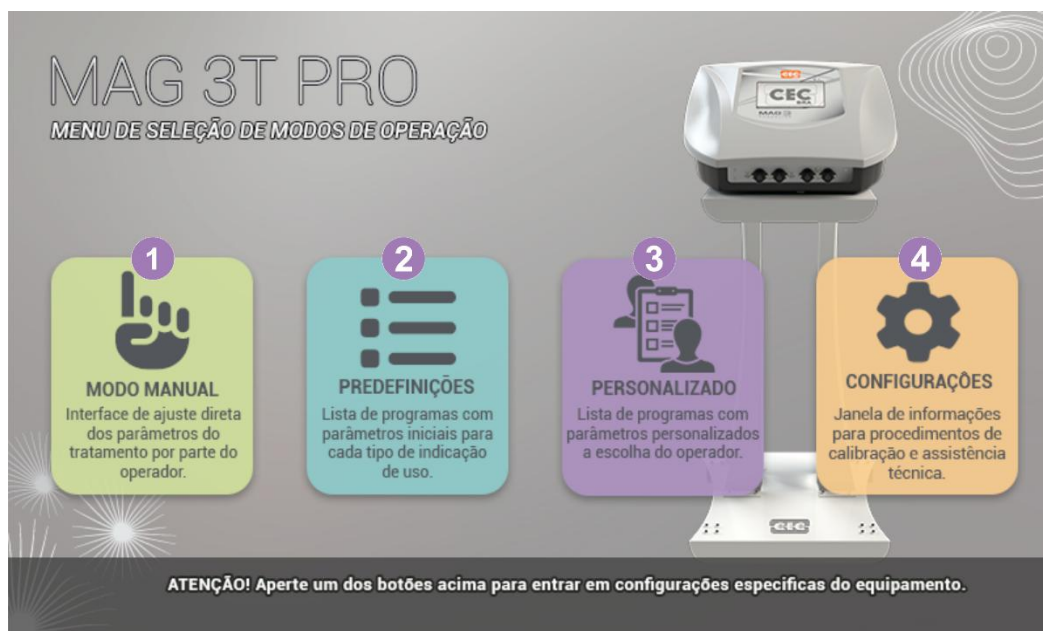 MAG 3T PRO
MENU DE SELEÇÃO DE MODOS DE OPERAÇÃO
CEC
CEC
BRA
MAG 3
1
MODO MANUAL
Interface de ajuste direta
dos parâmetros do
tratamento por parte do
operador.
2
PREDEFINIÇÕES
Lista de programas com
parâmetros iniciais para
cada tipo de indicação
de uso.
3
PERSONALIZADO
Lista de programas com
parâmetros personalizados
a escolha do operador.
4
CONFIGURAÇÕES
Janela de informações
para procedimentos de
calibração e assistência
técnica.
CEC
ATENÇÃO! Aperte um dos botões acima para entrar em configurações especificas do equipamento.